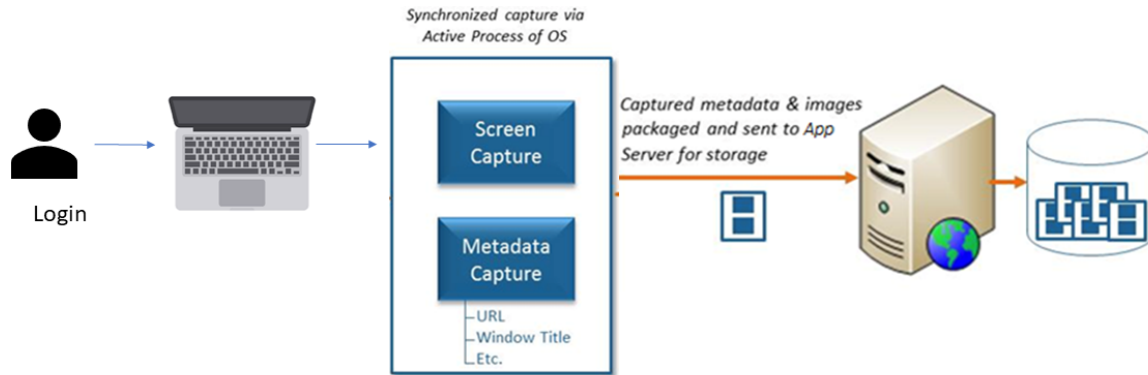 Synchronized capture via
Active Process of OS
Login
Screen
Capture
Metadata
Capture
URL
Window Title
Etc.
Captured metadata & images
packaged and sent to App
Server for storage